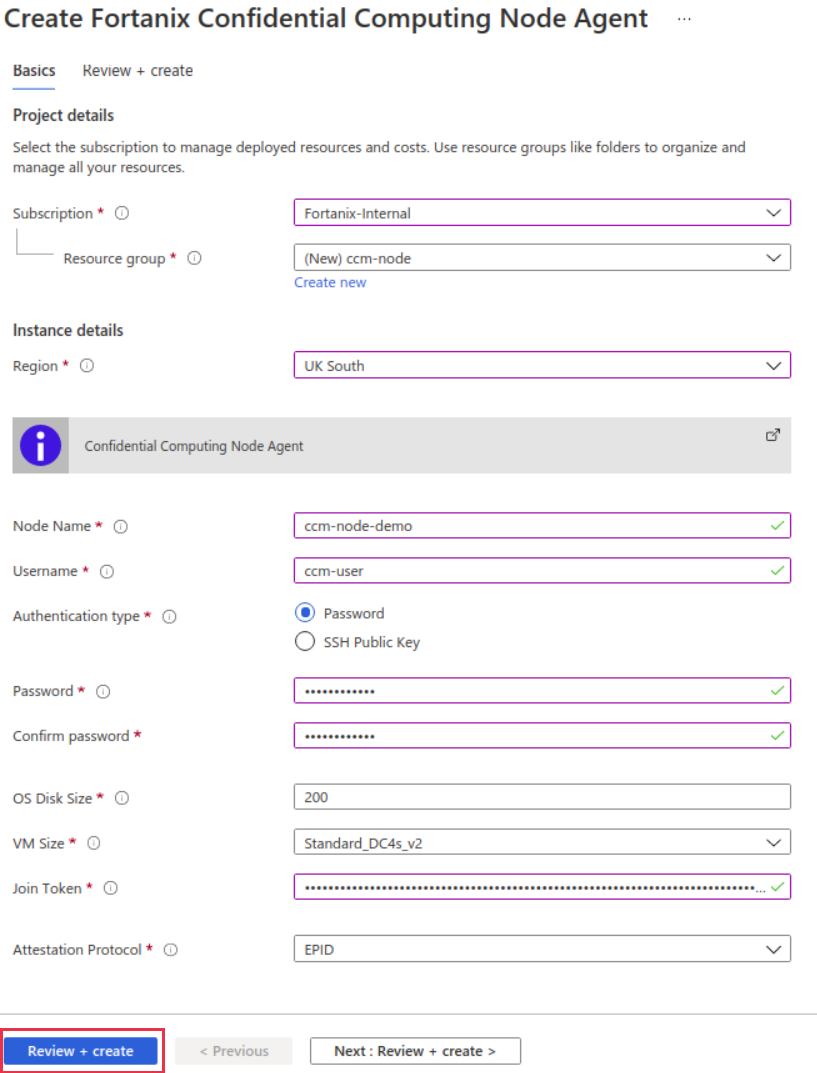 Create Fortanix Confidential Computing Node Agent ...
Basics Review + create
Project details
Select the subscription to manage deployed resources and costs. Use resource groups like folders to organize and
manage all your resources.
Subscription *
Fortanix-Internal
Resource group *
(New) ccm-node
Create new
Instance details
Region *
UK South
Confidential Computing Node Agent
Node Name *
ccm-node-demo
Username *
ccm-user
Authentication type *
Password
SSH Public Key
Password *
••••••••••••
Confirm password *
••••••••••••
OS Disk Size *
200
VM Size *
Standard_DC4s_v2
Join Token *
Attestation Protocol *
EPID
Review + create
< Previous
Next : Review + create >